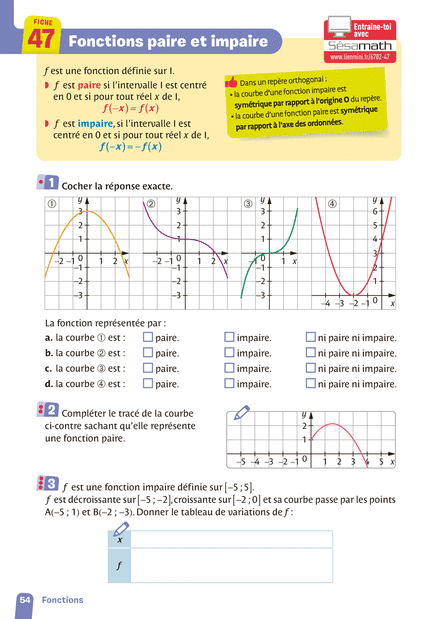 FICHE
47 Fonctions paire et impaire
Entraîne-toi
avec
Sésamath
www.lienmini.fr/6782-47
f est une fonction définie sur I.
f est paire si l'intervalle I est centré
en 0 et si pour tout réel x de I,
f(−x) = f(x)
f est impaire, si l'intervalle I est
centré en 0 et si pour tout réel x de I,
f(−x) = −f(x)
Dans un repère orthogonal :
• la courbe d'une fonction impaire est
symétrique par rapport à l'origine O du repère.
• la courbe d'une fonction paire est symétrique
par rapport à l'axe des ordonnées.
1 Cocher la réponse exacte.
① y 3 2 1 −2 −1 0 1 2 x −1 −2 −3
② y 3 2 1 −2 −1 0 1 2 x −1 −2 −3
③ y 3 2 1 −1 0 1 x −1 −2 −3
④ y 6 5 4 3 2 1 −4 −3 −2 −1 0 x
La fonction représentée par :
a. la courbe ① est : paire. impaire. ni paire ni impaire.
b. la courbe ② est : paire. impaire. ni paire ni impaire.
c. la courbe ③ est : paire. impaire. ni paire ni impaire.
d. la courbe ④ est : paire. impaire. ni paire ni impaire.
2 Compléter le tracé de la courbe
ci-contre sachant qu'elle représente
une fonction paire.
y 2 1 −5 −4 −3 −2 −1 0 1 2 3 4 5 x
3 f est une fonction impaire définie sur [−5 ; 5].
f est décroissante sur [−5 ; −2], croissante sur [−2 ; 0] et sa courbe passe par les points
A(−5 ; 1) et B(−2 ; −3). Donner le tableau de variations de f :
x
f
54 Fonctions